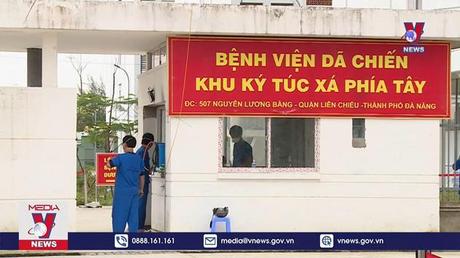 NEWS
BỆNH VIỆN DÃ CHIẾN
KHU KÝ TÚC XÁ PHÍA TÂY
ĐC: 507 NGUYỄN LƯƠNG BẰNG - QUẬN LIÊN CHIỂU - THÀNH PHỐ ĐÀ NẴNG
MEDIA
NEWS
0888.161.161
media@vnews.gov.vn
vnews.gov.vn